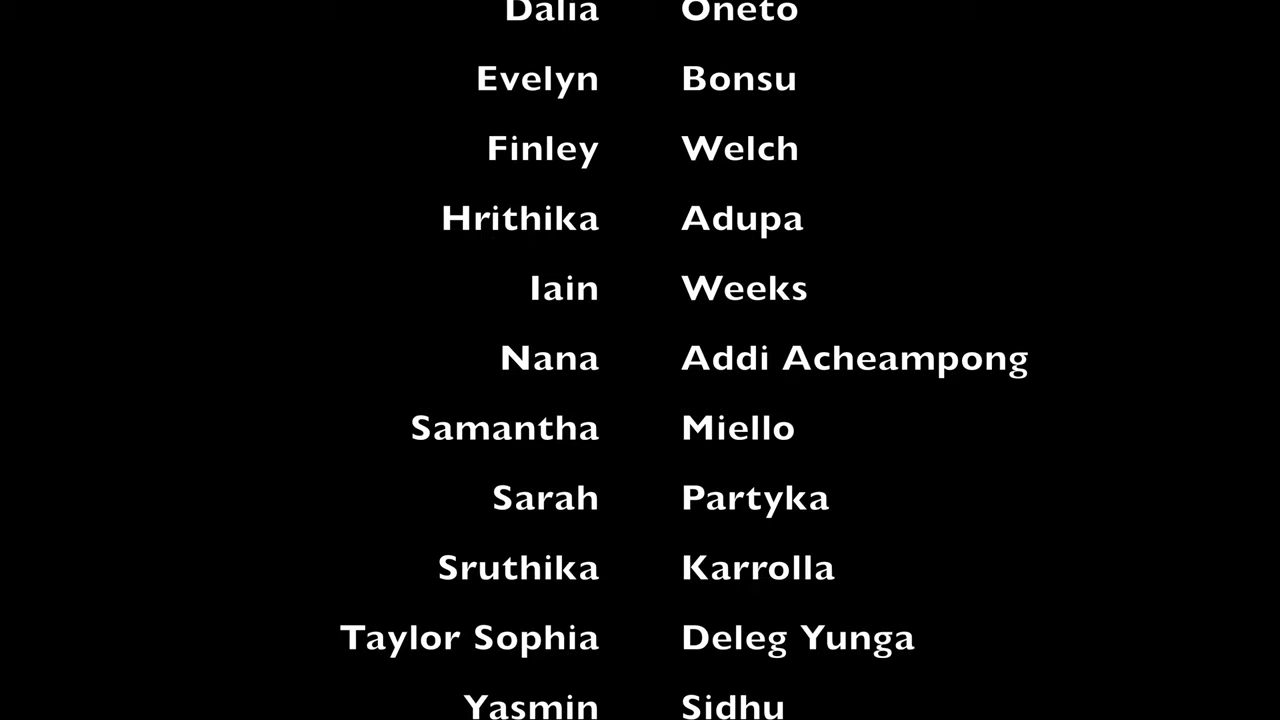 Dalia Oneto
Evelyn Bonsu
Finley Welch
Hrithika Adupa
Iain Weeks
Nana Addi Acheampong
Samantha Miello
Sarah Partyka
Sruthika Karrolla
Taylor Sophia Deleg Yunga
Yasmin Sidhu